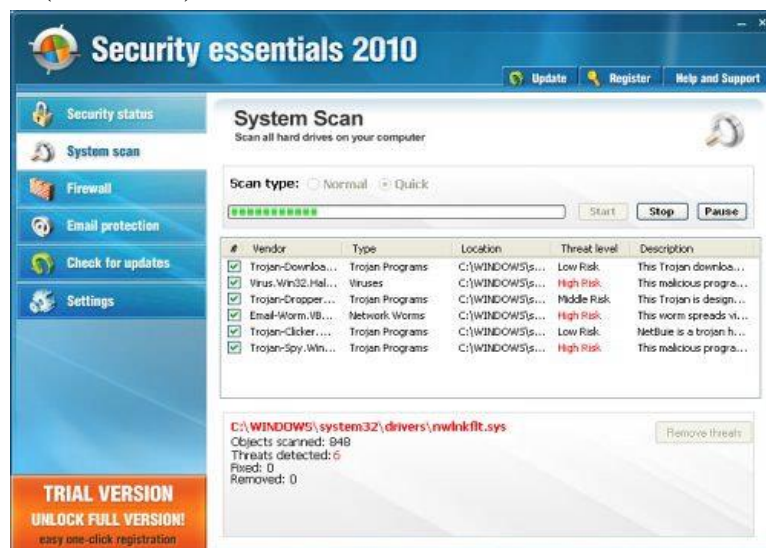 Security essentials 2010
Update Register Help and Support
Security status
System scan
Firewall
Email protection
Check for updates
Settings
TRIAL VERSION
UNLOCK FULL VERSION!
easy one-click registration
System Scan
Scan all hard drives on your computer
Scan type: Normal Quick
Start Stop Pause
# Vendor Type Location Threat level Description
Trojan-Downloa... Trojan Programs C:\WINDOWS\s... Low Risk This Trojan downloa...
Virus.Win32.Hal... Viruses C:\WINDOWS\s... High Risk This malicious progra...
Trojan-Dropper... Trojan Programs C:\WINDOWS\s... Middle Risk This Trojan is design...
Email-Worm.VB... Network Worms C:\WINDOWS\s... High Risk This worm spreads vi...
Trojan-Clicker.... Trojan Programs C:\WINDOWS\s... Low Risk NetBuie is a trojan h...
Trojan-Spy.Win... Trojan Programs C:\WINDOWS\s... High Risk This malicious progra...
C:\WINDOWS\system32\drivers\nwlnkflt.sys
Objects scanned: 848
Threats detected: 6
Fixed: 0
Removed: 0
Remove threats